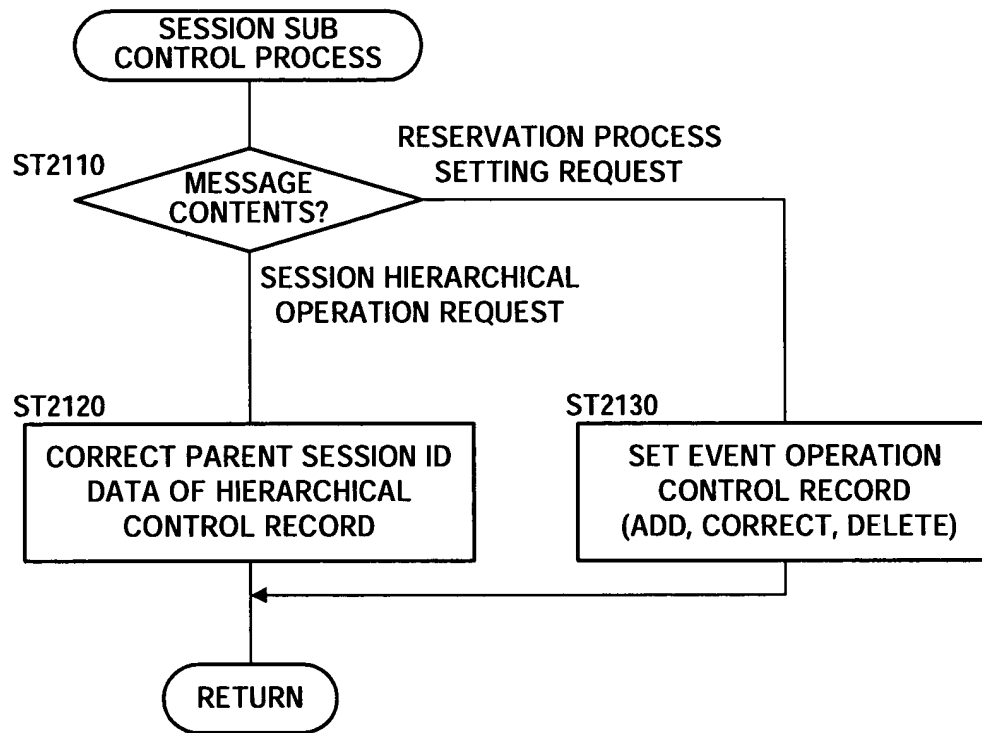 SESSION SUB
CONTROL PROCESS
ST2110
MESSAGE
CONTENTS?
RESERVATION PROCESS
SETTING REQUEST
SESSION HIERARCHICAL
OPERATION REQUEST
ST2120
CORRECT PARENT SESSION ID
DATA OF HIERARCHICAL
CONTROL RECORD
ST2130
SET EVENT OPERATION
CONTROL RECORD
(ADD, CORRECT, DELETE)
RETURN